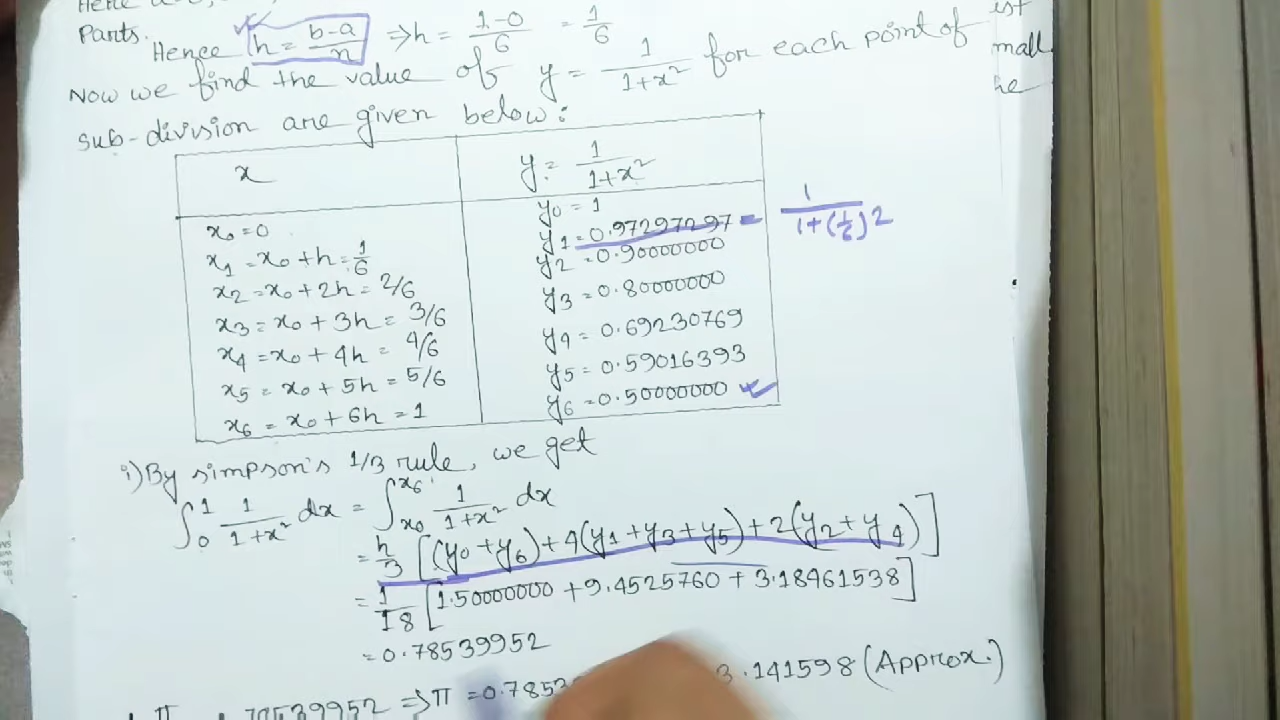 Parts.
Hence h = b-a/n ⇒ h = 1-0/6 = 1/6
Now we find the value of y = 1/1+x² for each point of
sub-division are given below:
x y = 1/1+x²
x0 = 0 y0 = 1
x1 = x0 + h = 1/6 y1 = 0.97297297 = 1/1+(1/6)2
x2 = x0 + 2h = 2/6 y2 = 0.90000000
x3 = x0 + 3h = 3/6 y3 = 0.80000000
x4 = x0 + 4h = 4/6 y4 = 0.69230769
x5 = x0 + 5h = 5/6 y5 = 0.59016393
x6 = x0 + 6h = 1 y6 = 0.50000000
i) By simpson's 1/3 rule, we get
∫0^1 1/1+x² dx = ∫x0^x6 1/1+x² dx
= h/3 [(y0+y6)+4(y1+y3+y5)+2(y2+y4)]
= 1/18 [1.50000000 + 9.4525760 + 3.18461538]
= 0.78539952
⇒ π = 0.785 3.141598 (Approx.)